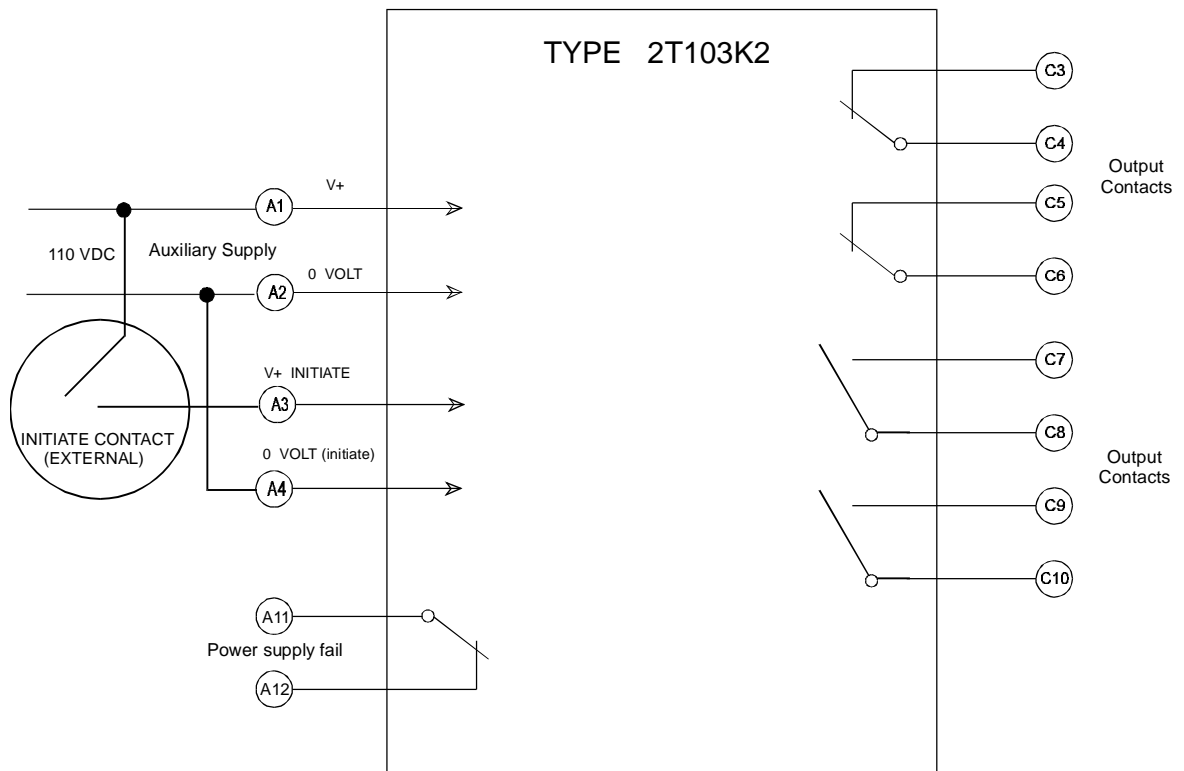 TYPE 2T103K2
C3
C4
Output
Contacts
C5
C6
V+
A1
110 VDC
Auxiliary Supply
0 VOLT
A2
V+ INITIATE
A3
INITIATE CONTACT
(EXTERNAL)
0 VOLT (initiate)
A4
C7
C8
Output
Contacts
C9
C10
A11
Power supply fail
A12